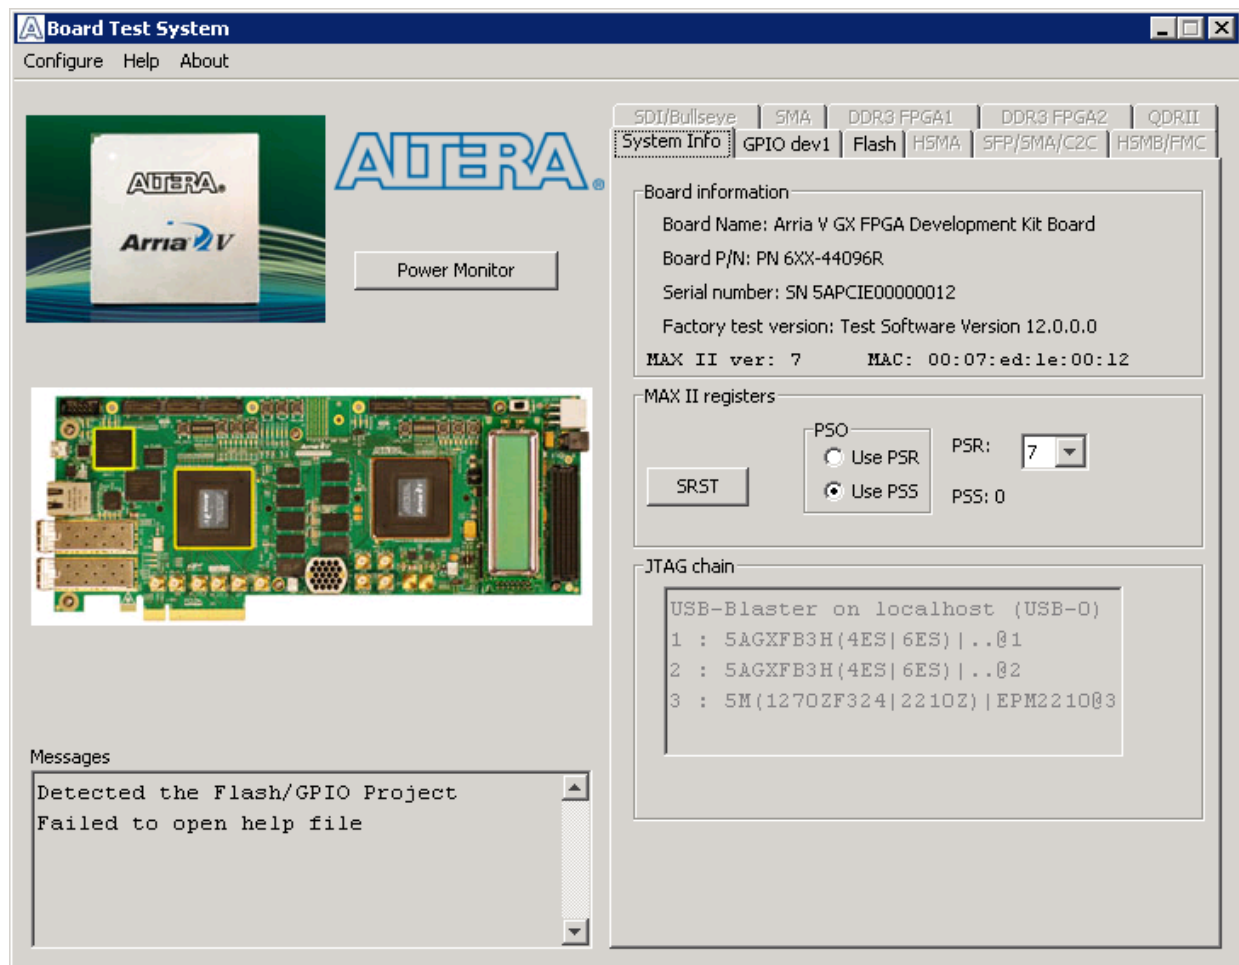 Board Test System
Configure Help About
ALTERA®
Arria V
ALTERA®
Power Monitor
Messages
Detected the Flash/GPIO Project
Failed to open help file
SDI/Bullseye SMA DDR3 FPGA1 DDR3 FPGA2 QDRII
System Info GPIO dev1 Flash HSMA SFP/SMA/C2C HSMB/FMC
Board information
Board Name: Arria V GX FPGA Development Kit Board
Board P/N: PN 6XX-44096R
Serial number: SN 5APCIE00000012
Factory test version: Test Software Version 12.0.0.0
MAX II ver: 7 MAC: 00:07:ed:1e:00:12
MAX II registers
SRST
PSO
Use PSR
Use PSS
PSR: 7
PSS: 0
JTAG chain
USB-Blaster on localhost (USB-0)
1 : 5AGXFB3H(4ES|6ES)|..@1
2 : 5AGXFB3H(4ES|6ES)|..@2
3 : 5M(1270ZF324|2210Z)|EPM2210@3